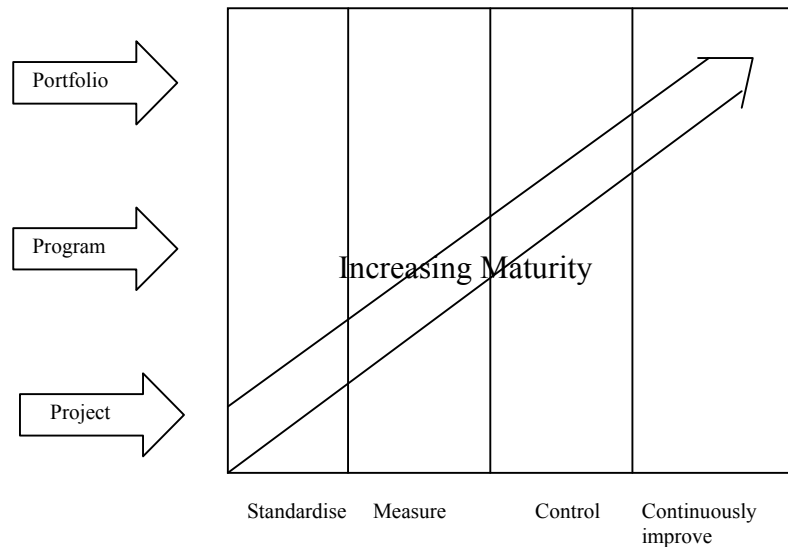 Portfolio
Program
Increasing Maturity
Project
Standardise Measure Control Continuously
improve